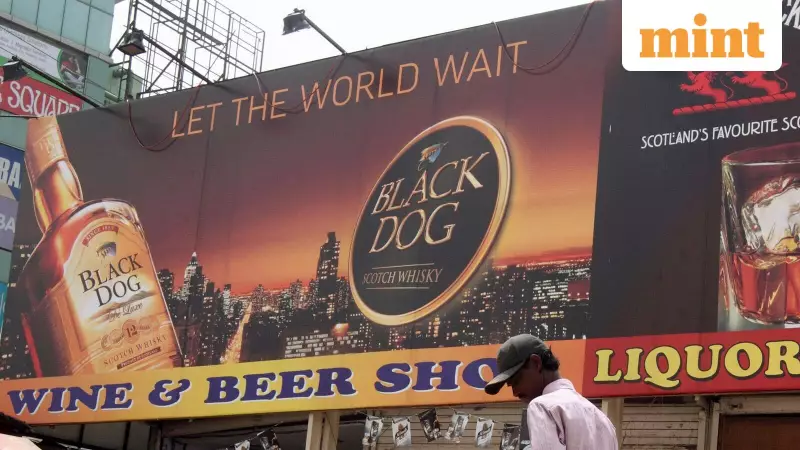 mint
SQUARE
LET THE WORLD WAIT
BLACK
DOG
SCOTCH WHISKY
SCOTLAND'S FAVOURITE
BLACK
DOG
12
SCOTCH WHISKY
WINE & BEER SHO
LIQUOR